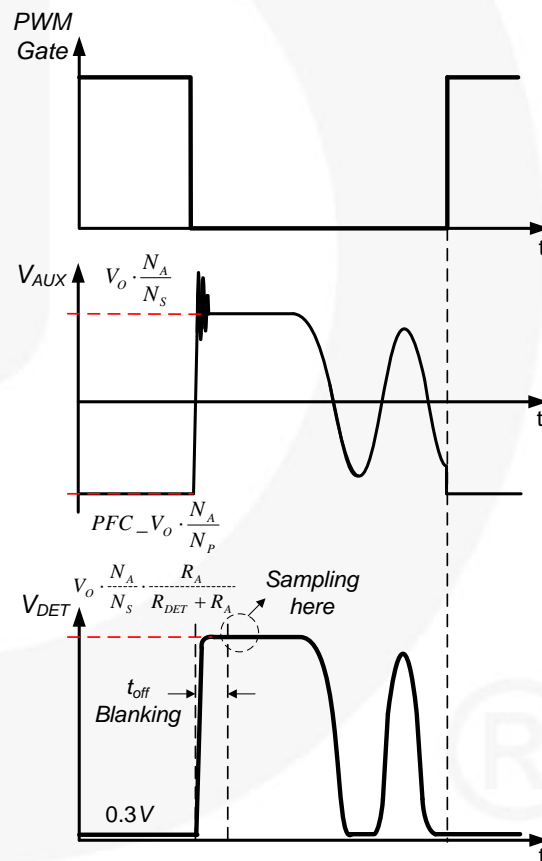 PWM
Gate
t
V_AUX
V_O · N_A / N_S
t
PFC_V_O · N_A / N_P
V_O · N_A / N_S · R_A / (R_DET + R_A)
V_DET
Sampling
here
t_off
Blanking
0.3V
t
®